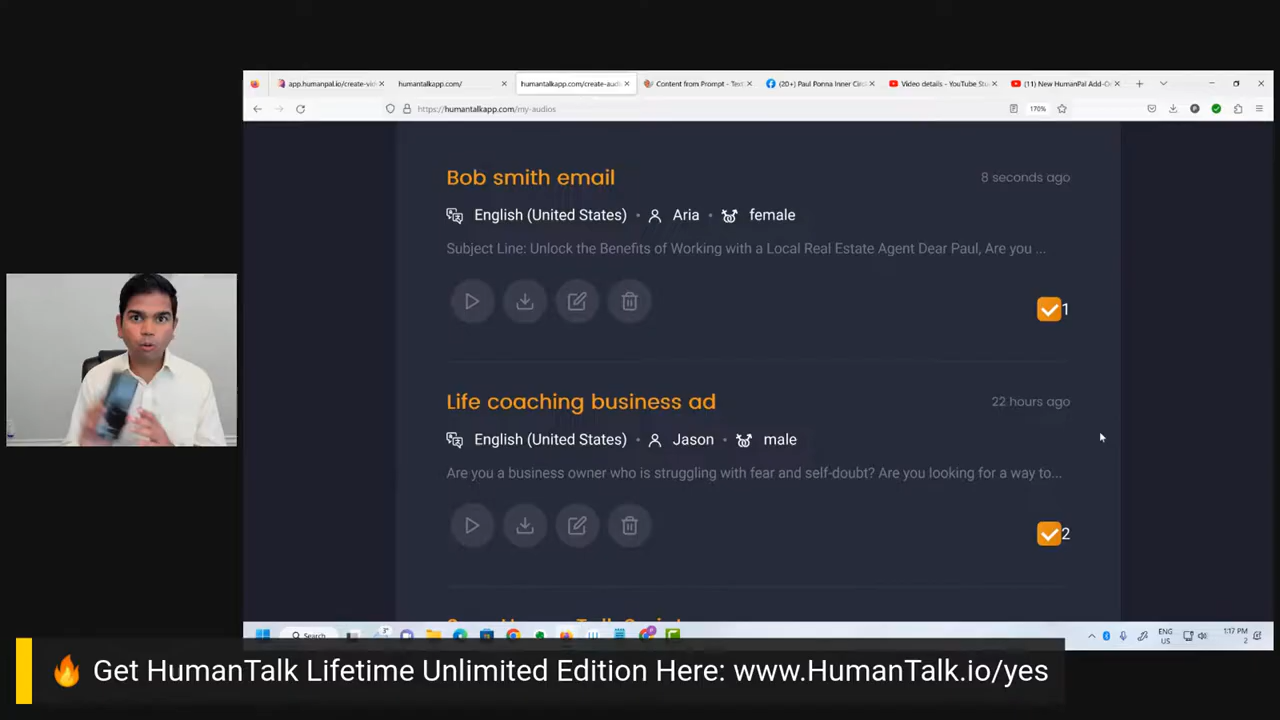 app.humanpal.io/create-vi
humantalkapp.com/
humantalkapp.com/create-au
Content from Prompt - Tex
(20+) Paul Ponna Inner Cir
Video details - YouTube Stu
(11) New HumanPal Add-O
https://humantalkapp.com/my-audios
170%
Bob smith email
8 seconds ago
English (United States) • Aria • female
Subject Line: Unlock the Benefits of Working with a Local Real Estate Agent Dear Paul, Are you ...
1
Life coaching business ad
22 hours ago
English (United States) • Jason • male
Are you a business owner who is struggling with fear and self-doubt? Are you looking for a way to...
2
Search
3°
ENG
US
1:17 PM
2
🔥 Get HumanTalk Lifetime Unlimited Edition Here: www.HumanTalk.io/yes